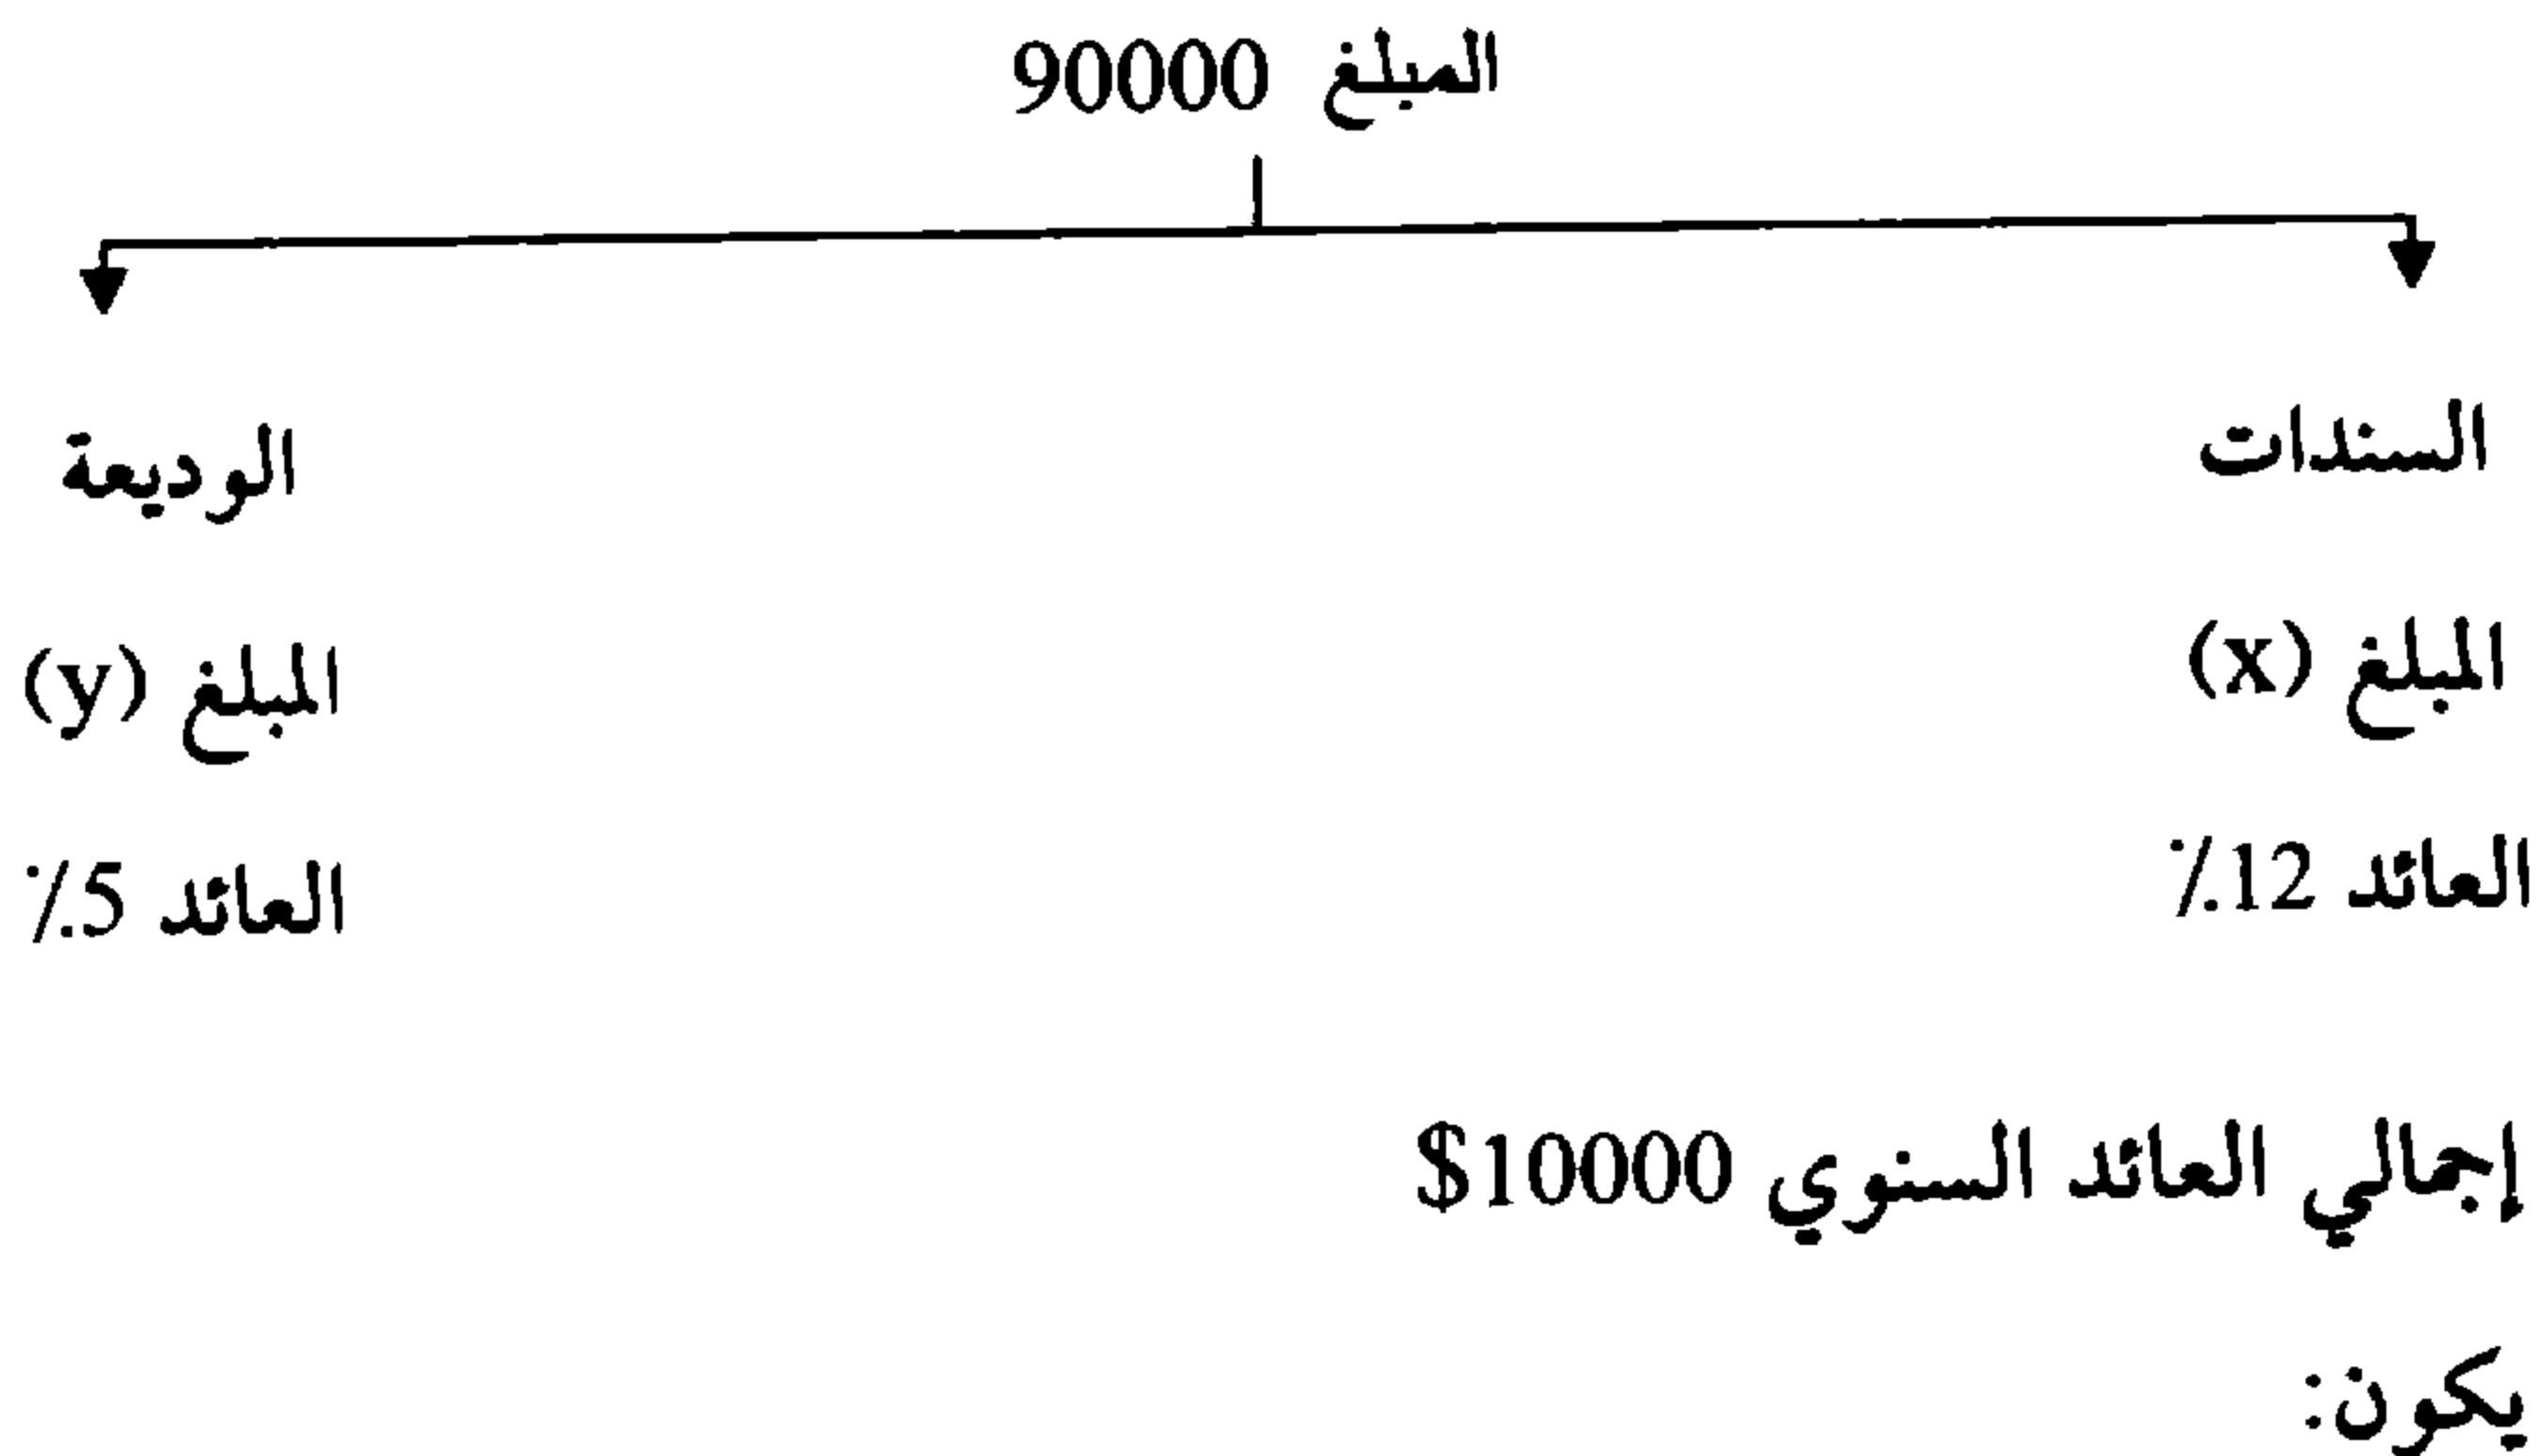 المبلغ 90000
السندات الوديعة
المبلغ (x) المبلغ (y)
العائد 12٪ العائد 5٪
إجمالي العائد السنوي 10000$
يكون: